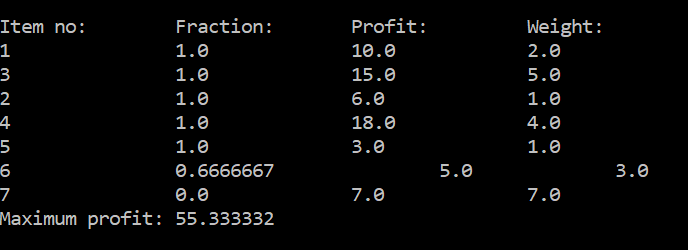 Item no: Fraction: Profit: Weight:
1 1.0 10.0 2.0
3 1.0 15.0 5.0
2 1.0 6.0 1.0
4 1.0 18.0 4.0
5 1.0 3.0 1.0
6 0.6666667 5.0 3.0
7 0.0 7.0 7.0
Maximum profit: 55.333332